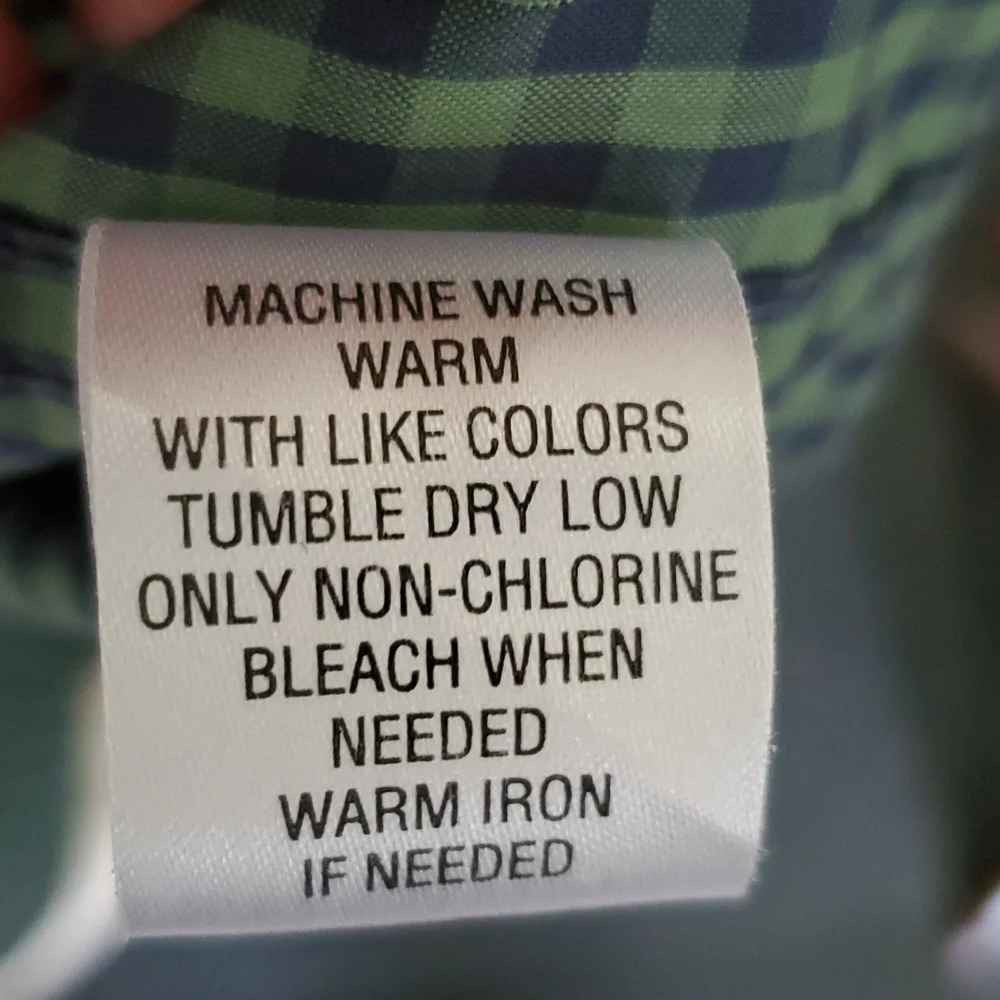 MACHINE WASH
WARM
WITH LIKE COLORS
TUMBLE DRY LOW
ONLY NON-CHLORINE
BLEACH WHEN
NEEDED
WARM IRON
IF NEEDED